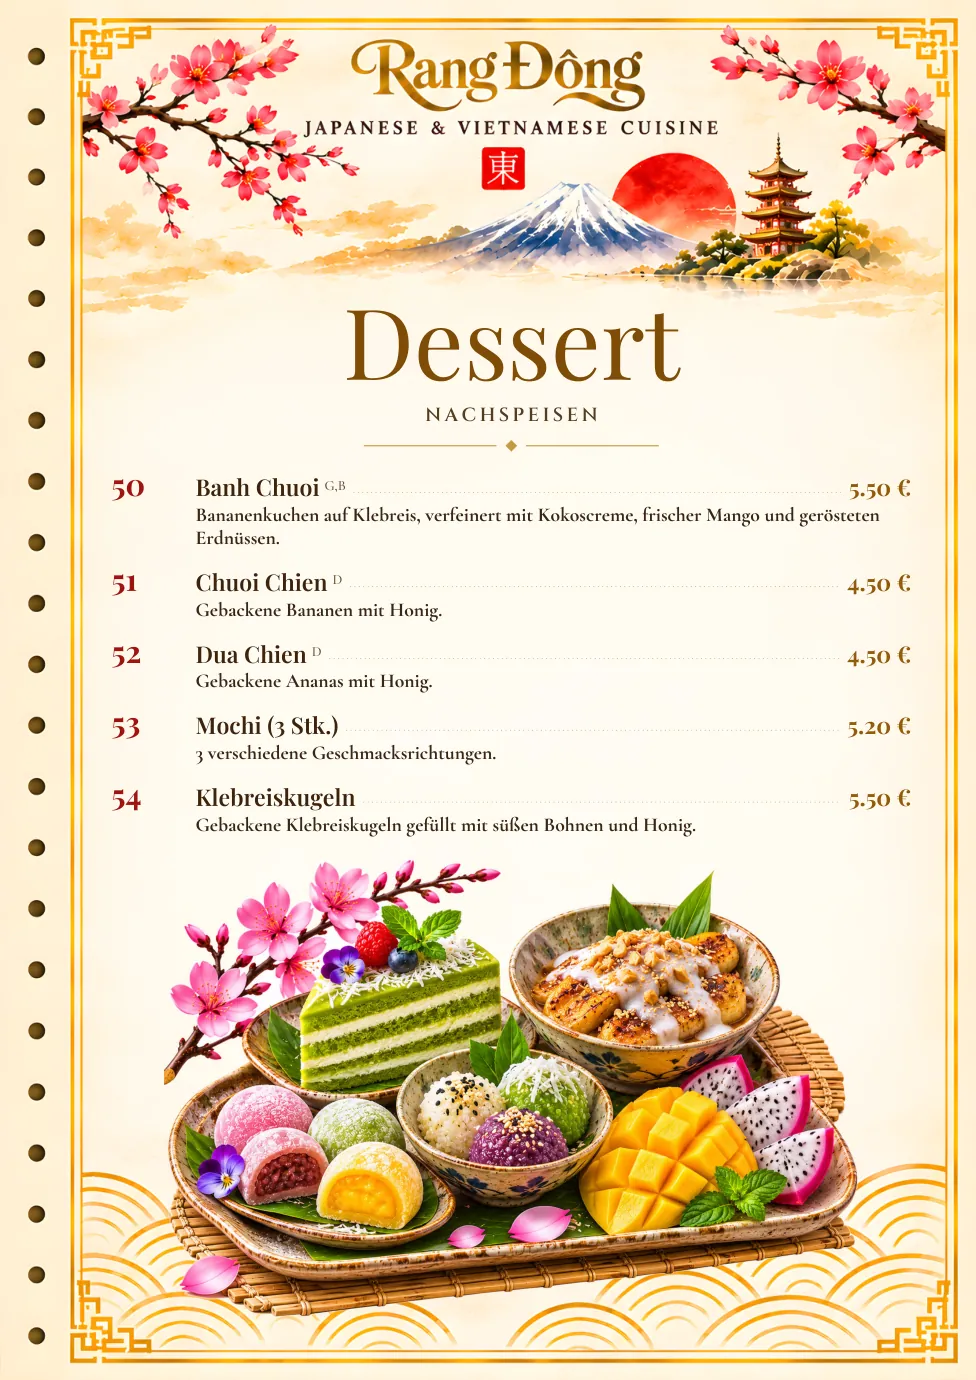 Rang Đông
JAPANESE & VIETNAMESE CUISINE
東
Dessert
NACHSPEISEN
50 Banh Chuoi G,B 5.50 €
Bananenkuchen auf Klebreis, verfeinert mit Kokoscreme, frischer Mango und gerösteten
Erdnüssen.
51 Chuoi Chien D 4.50 €
Gebackene Bananen mit Honig.
52 Dua Chien D 4.50 €
Gebackene Ananas mit Honig.
53 Mochi (3 Stk.) 5.20 €
3 verschiedene Geschmacksrichtungen.
54 Klebreiskugeln 5.50 €
Gebackene Klebreiskugeln gefüllt mit süßen Bohnen und Honig.